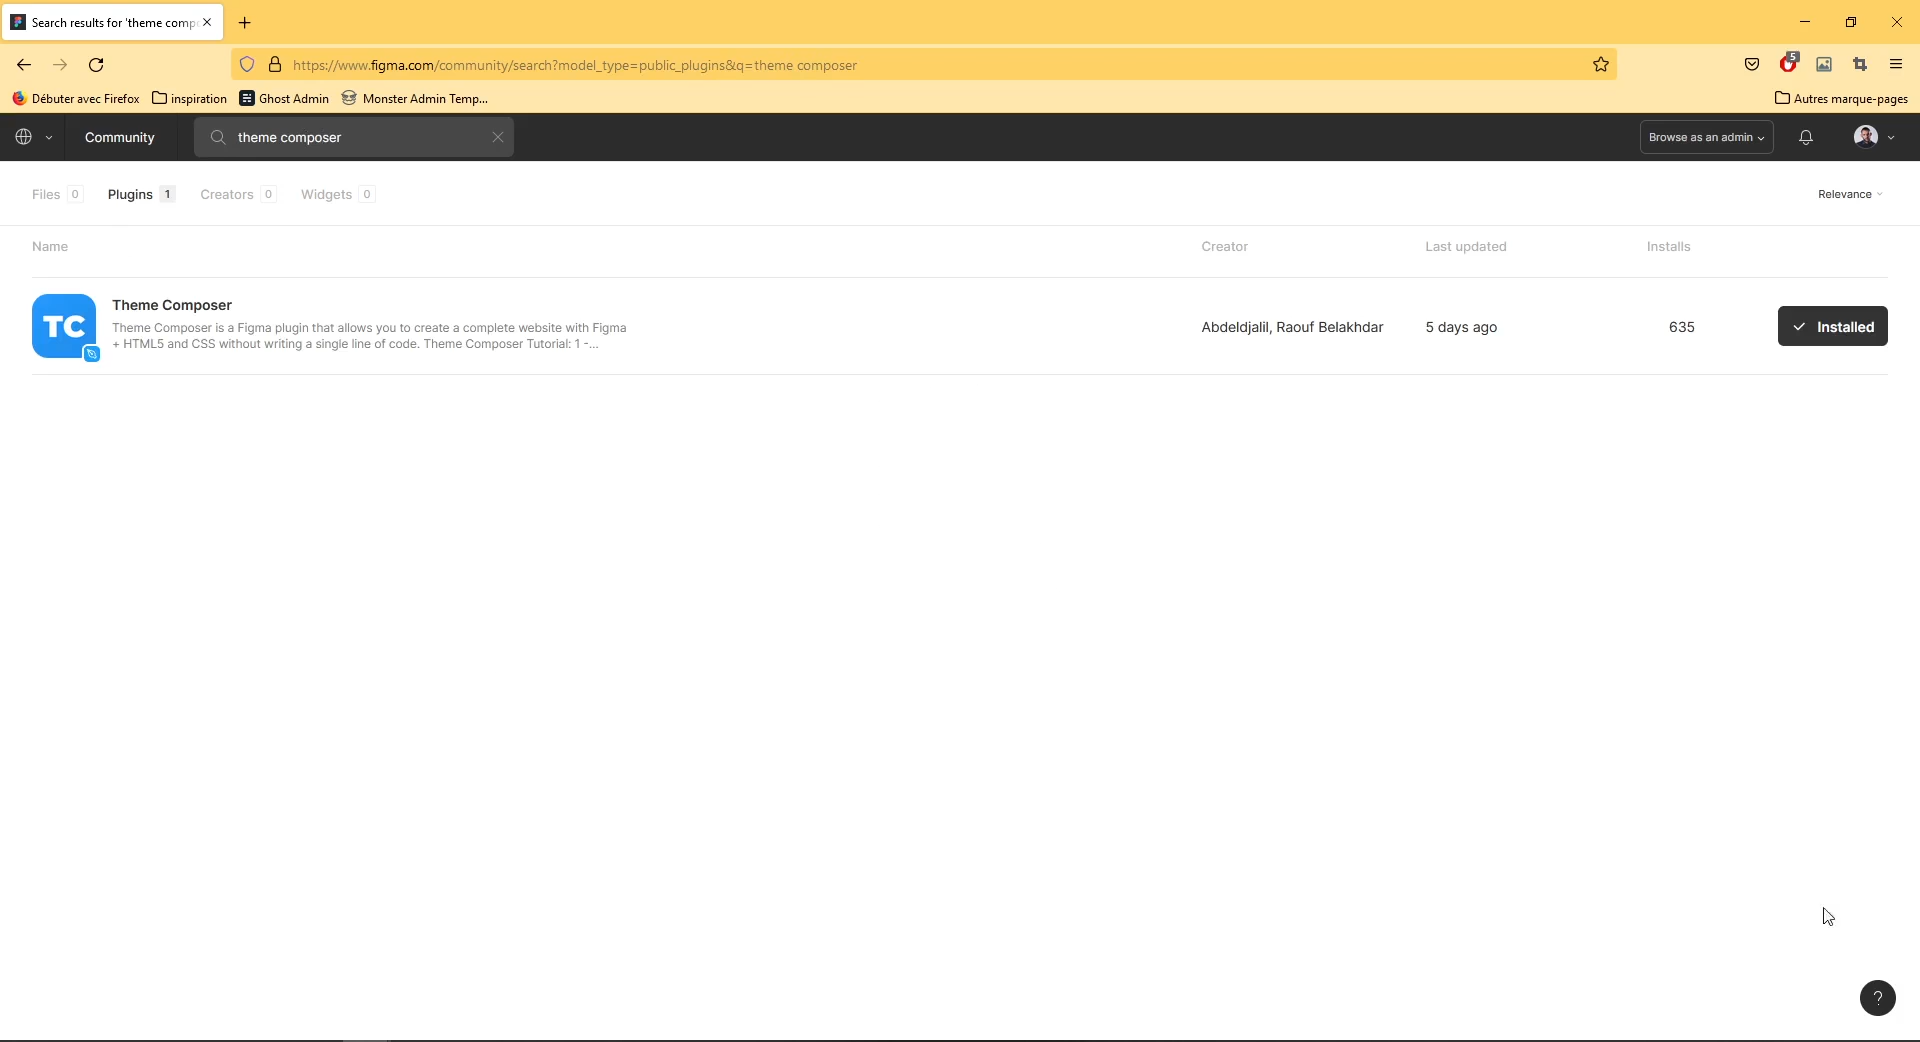 Search results for 'theme comp
https://www.figma.com/community/search?model_type=public_plugins&q=theme composer
5
Débuter avec Firefox
inspiration
Ghost Admin
Monster Admin Temp...
Autres marque-pages
Community
theme composer
Browse as an admin
Files 0
Plugins 1
Creators 0
Widgets 0
Relevance
Name
Creator
Last updated
Installs
TC
Theme Composer
Theme Composer is a Figma plugin that allows you to create a complete website with Figma
+ HTML5 and CSS without writing a single line of code. Theme Composer Tutorial: 1 -...
Abdeldjalil, Raouf Belakhdar
5 days ago
635
Installed
?